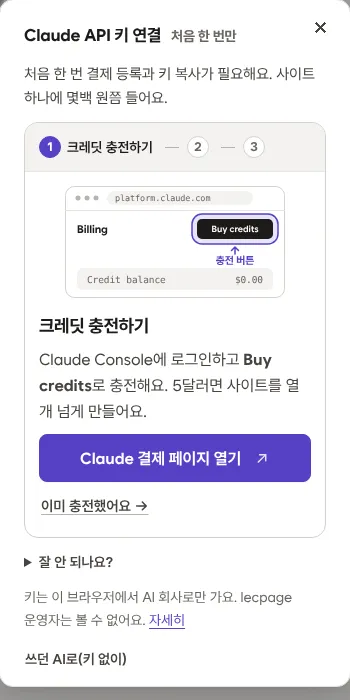 Claude API 키 연결 처음 한 번만
×
처음 한 번 결제 등록과 키 복사가 필요해요. 사이트
하나에 몇백 원쯤 들어요.
1 크레딧 충전하기 — 2 — 3
platform.claude.com
Billing
Buy credits
↑
충전 버튼
Credit balance $0.00
크레딧 충전하기
Claude Console에 로그인하고 Buy
credits로 충전해요. 5달러면 사이트를 열
개 넘게 만들어요.
Claude 결제 페이지 열기 ↗
이미 충전했어요 →
▶ 잘 안 되나요?
키는 이 브라우저에서 AI 회사로만 가요. lecpage
운영자는 볼 수 없어요. 자세히
쓰던 AI로(키 없이)